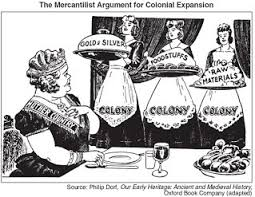 The Mercantilist Argument for Colonial Expansion
GOLD & SILVER
FOODSTUFFS
RAW
MATERIALS
MOTHER COUNTRY
COLONY
COLONY
COLONY
Source: Philip Dorf, Our Early Heritage: Ancient and Medieval History,
Oxford Book Company (adapted)